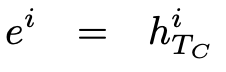 $e^i = h^i_{T_C}$